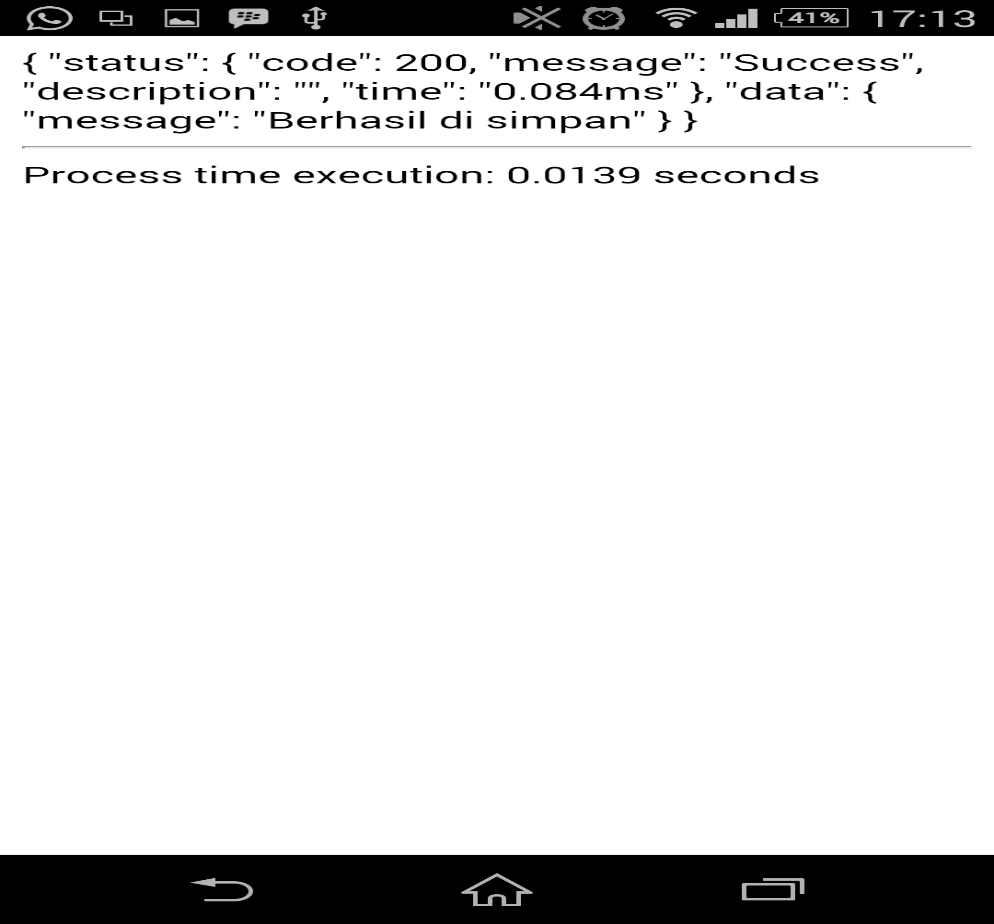 41% 17:13
{ "status": { "code": 200, "message": "Success",
"description": "", "time": "0.084ms" }, "data": {
"message": "Berhasil di simpan" } }
Process time execution: 0.0139 seconds